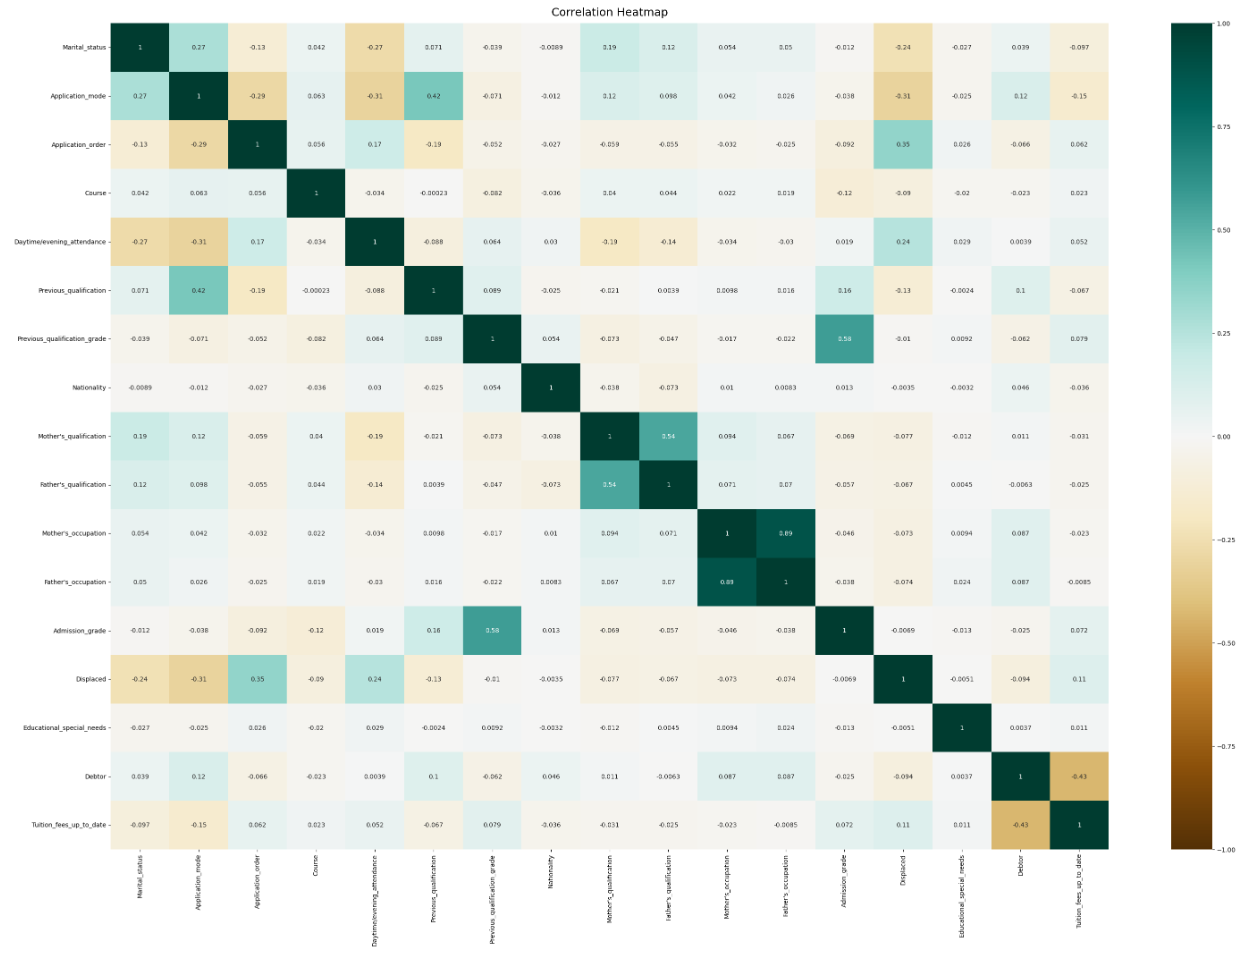 Correlation Heatmap
Marital_status 1 0.27 -0.13 0.042 -0.27 0.071 -0.039 -0.0089 0.19 0.12 0.054 0.05 -0.012 -0.24 -0.027 0.039 -0.097
Application_mode 0.27 1 -0.29 0.063 -0.31 0.42 -0.071 -0.012 0.12 0.098 0.042 0.026 -0.038 -0.31 -0.025 0.12 -0.15
Application_order -0.13 -0.29 1 0.056 0.17 -0.19 -0.052 -0.027 -0.059 -0.055 -0.032 -0.025 -0.092 0.35 0.026 -0.066 0.062
Course 0.042 0.063 0.056 1 -0.034 -0.00023 -0.082 -0.036 0.04 0.044 0.022 0.019 -0.12 -0.09 -0.02 -0.023 0.023
Daytime/evening_attendance -0.27 -0.31 0.17 -0.034 1 -0.088 0.064 0.03 -0.19 -0.14 -0.034 -0.03 0.019 0.24 0.029 0.0039 0.052
Previous_qualification 0.071 0.42 -0.19 -0.00023 -0.088 1 0.089 -0.025 -0.021 0.0039 0.0098 0.016 0.16 -0.13 -0.0024 0.1 -0.067
Previous_qualification_grade -0.039 -0.071 -0.052 -0.082 0.064 0.089 1 0.054 -0.073 -0.047 -0.017 -0.022 0.58 -0.01 0.0092 -0.062 0.079
Nationality -0.0089 -0.012 -0.027 -0.036 0.03 -0.025 0.054 1 -0.038 -0.073 0.01 0.0083 0.013 -0.0035 -0.0032 0.046 -0.036
Mother's_qualification 0.19 0.12 -0.059 0.04 -0.19 -0.021 -0.073 -0.038 1 0.54 0.094 0.067 -0.069 -0.077 -0.012 0.011 -0.031
Father's_qualification 0.12 0.098 -0.055 0.044 -0.14 0.0039 -0.047 -0.073 0.54 1 0.071 0.07 -0.057 -0.067 0.0045 -0.0063 -0.025
Mother's_occupation 0.054 0.042 -0.032 0.022 -0.034 0.0098 -0.017 0.01 0.094 0.071 1 0.89 -0.046 -0.073 0.0094 0.087 -0.023
Father's_occupation 0.05 0.026 -0.025 0.019 -0.03 0.016 -0.022 0.0083 0.067 0.07 0.89 1 -0.038 -0.074 0.024 0.087 -0.0085
Admission_grade -0.012 -0.038 -0.092 -0.12 0.019 0.16 0.58 0.013 -0.069 -0.057 -0.046 -0.038 1 -0.0069 -0.013 -0.025 0.072
Displaced -0.24 -0.31 0.35 -0.09 0.24 -0.13 -0.01 -0.0035 -0.077 -0.067 -0.073 -0.074 -0.0069 1 -0.0051 -0.094 0.11
Educational_special_needs -0.027 -0.025 0.026 -0.02 0.029 -0.0024 0.0092 -0.0032 -0.012 0.0045 0.0094 0.024 -0.013 -0.0051 1 0.0037 0.011
Debtor 0.039 0.12 -0.066 -0.023 0.0039 0.1 -0.062 0.046 0.011 -0.0063 0.087 0.087 -0.025 -0.094 0.0037 1 -0.43
Tuition_fees_up_to_date -0.097 -0.15 0.062 0.023 0.052 -0.067 0.079 -0.036 -0.031 -0.025 -0.023 -0.0085 0.072 0.11 0.011 -0.43 1
Marital_status
Application_mode
Application_order
Course
Daytime/evening_attendance
Previous_qualification
Previous_qualification_grade
Nationality
Mother's_qualification
Father's_qualification
Mother's_occupation
Father's_occupation
Admission_grade
Displaced
Educational_special_needs
Debtor
Tuition_fees_up_to_date
1.00
0.75
0.50
0.25
0.00
-0.25
-0.50
-0.75
-1.00